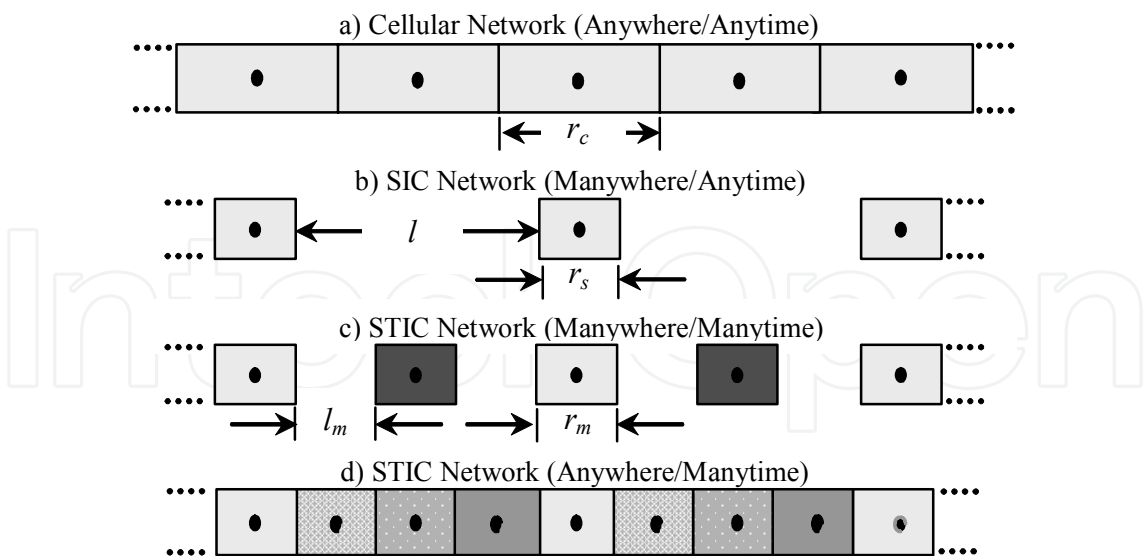 a) Cellular Network (Anywhere/Anytime)
r_c
b) SIC Network (Manywhere/Anytime)
l
r_s
c) STIC Network (Manywhere/Manytime)
l_m
r_m
d) STIC Network (Anywhere/Manytime)
InTechOpen